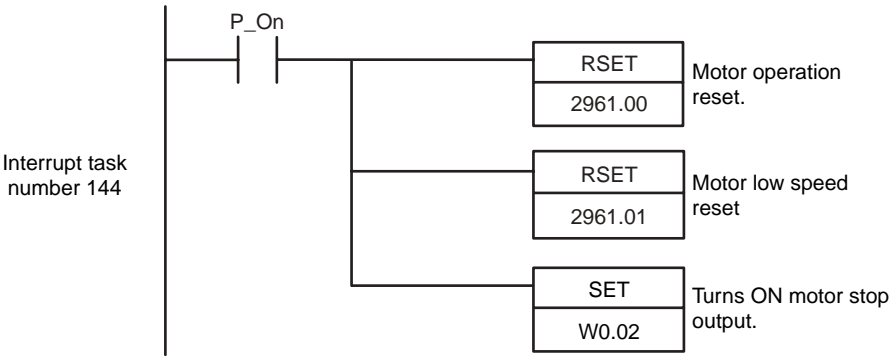 P_On
RSET
2961.00
Motor operation
reset.
Interrupt task
number 144
RSET
2961.01
Motor low speed
reset
SET
W0.02
Turns ON motor stop
output.